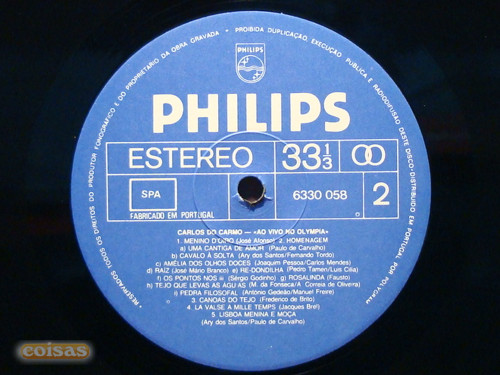 • PROIBIDA DUPLICAÇÃO, EXECUÇÃO PUBLICA E RADIODIFUSÃO DESTE DISCO • DISTRIBUIDO EM PORTUGAL POR POLYGRAM
• RESERVADOS TODOS OS DIREITOS DO PRODUTOR FONOGRÁFICO E DO PROPRIETARIO DA OBRA GRAVADA
PHILIPS
PHILIPS
ESTEREO 33 1/3
SPA 6330 058 2
FABRICADO EM PORTUGAL
CARLOS DO CARMO — «AO VIVO NO OLYMPIA»
1. MENINO D'OIRO (José Afonso) 2. HOMENAGEM
a) UMA CANTIGA DE AMOR (Paulo de Carvalho)
b) CAVALO À SOLTA (Ary dos Santos/Fernando Tordo)
c) AMÉLIA DOS OLHOS DOCES (Joaquim Pessoa/Carlos Mendes)
d) RAIZ (José Mário Branco) e) RE-DONDILHA (Pedro Tamen/Luis Cilia)
f) OS PONTOS NOS ii (Sérgio Godinho) g) ROSALINDA (Fausto)
h) TEJO QUE LEVAS AS ÁGUAS (M. da Fonseca/A. Correia de Oliveira)
i) PEDRA FILOSOFAL (António Gedeão/Manuel Freire)
3. CANOAS DO TEJO (Frederico de Brito)
4. LA VALSE A MILLE TEMPS (Jacques Brel)
5. LISBOA MENINA E MOÇA
(Ary dos Santos/Paulo de Carvalho)
coisas